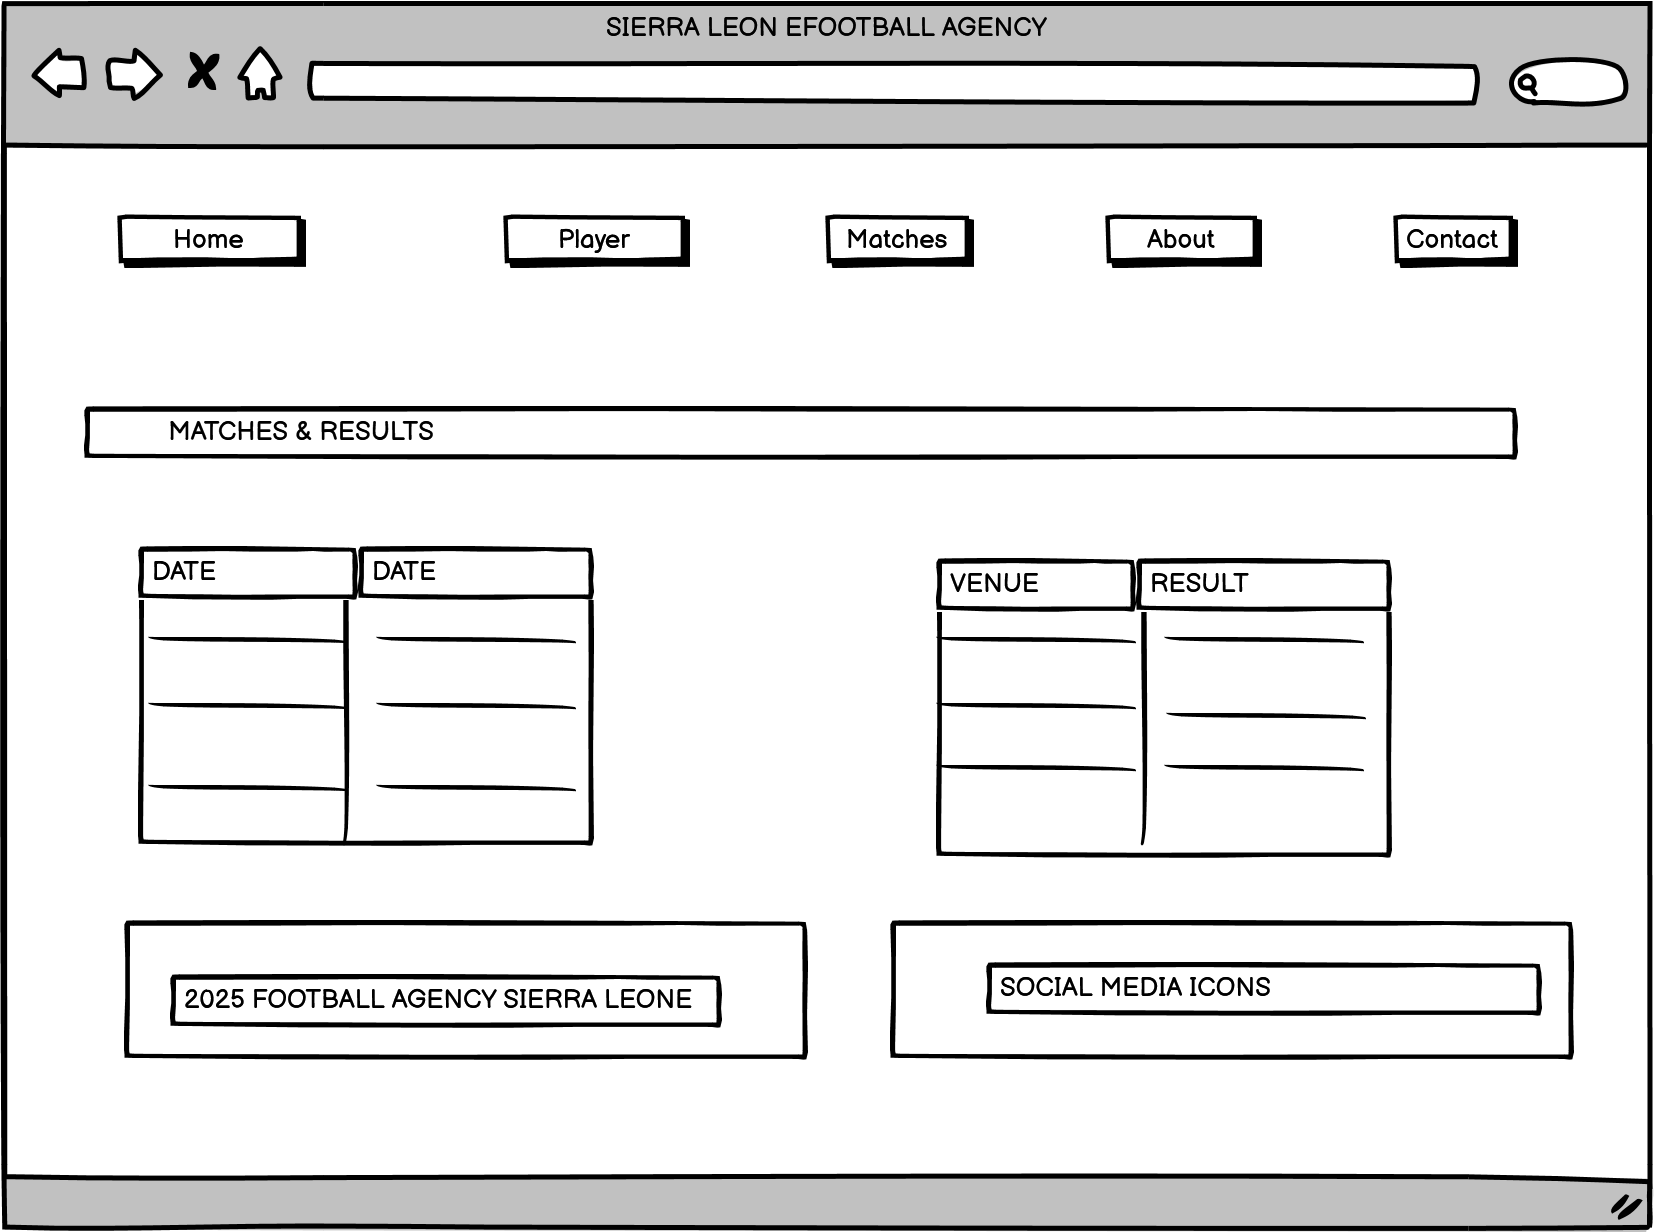 SIERRA LEON EFOOTBALL AGENCY
Home
Player
Matches
About
Contact
MATCHES & RESULTS
DATE
DATE
VENUE
RESULT
2025 FOOTBALL AGENCY SIERRA LEONE
SOCIAL MEDIA ICONS